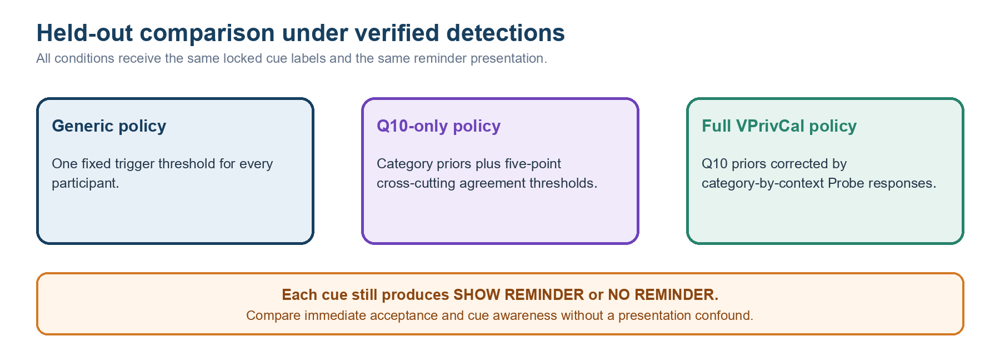 Held-out comparison under verified detections
All conditions receive the same locked cue labels and the same reminder presentation.
Generic policy
One fixed trigger threshold for every
participant.
Q10-only policy
Category priors plus five-point
cross-cutting agreement thresholds.
Full VPrivCal policy
Q10 priors corrected by
category-by-context Probe responses.
Each cue still produces SHOW REMINDER or NO REMINDER.
Compare immediate acceptance and cue awareness without a presentation confound.